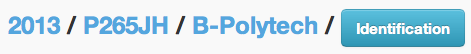 2013 / P265JH / B-Polytech / Identification